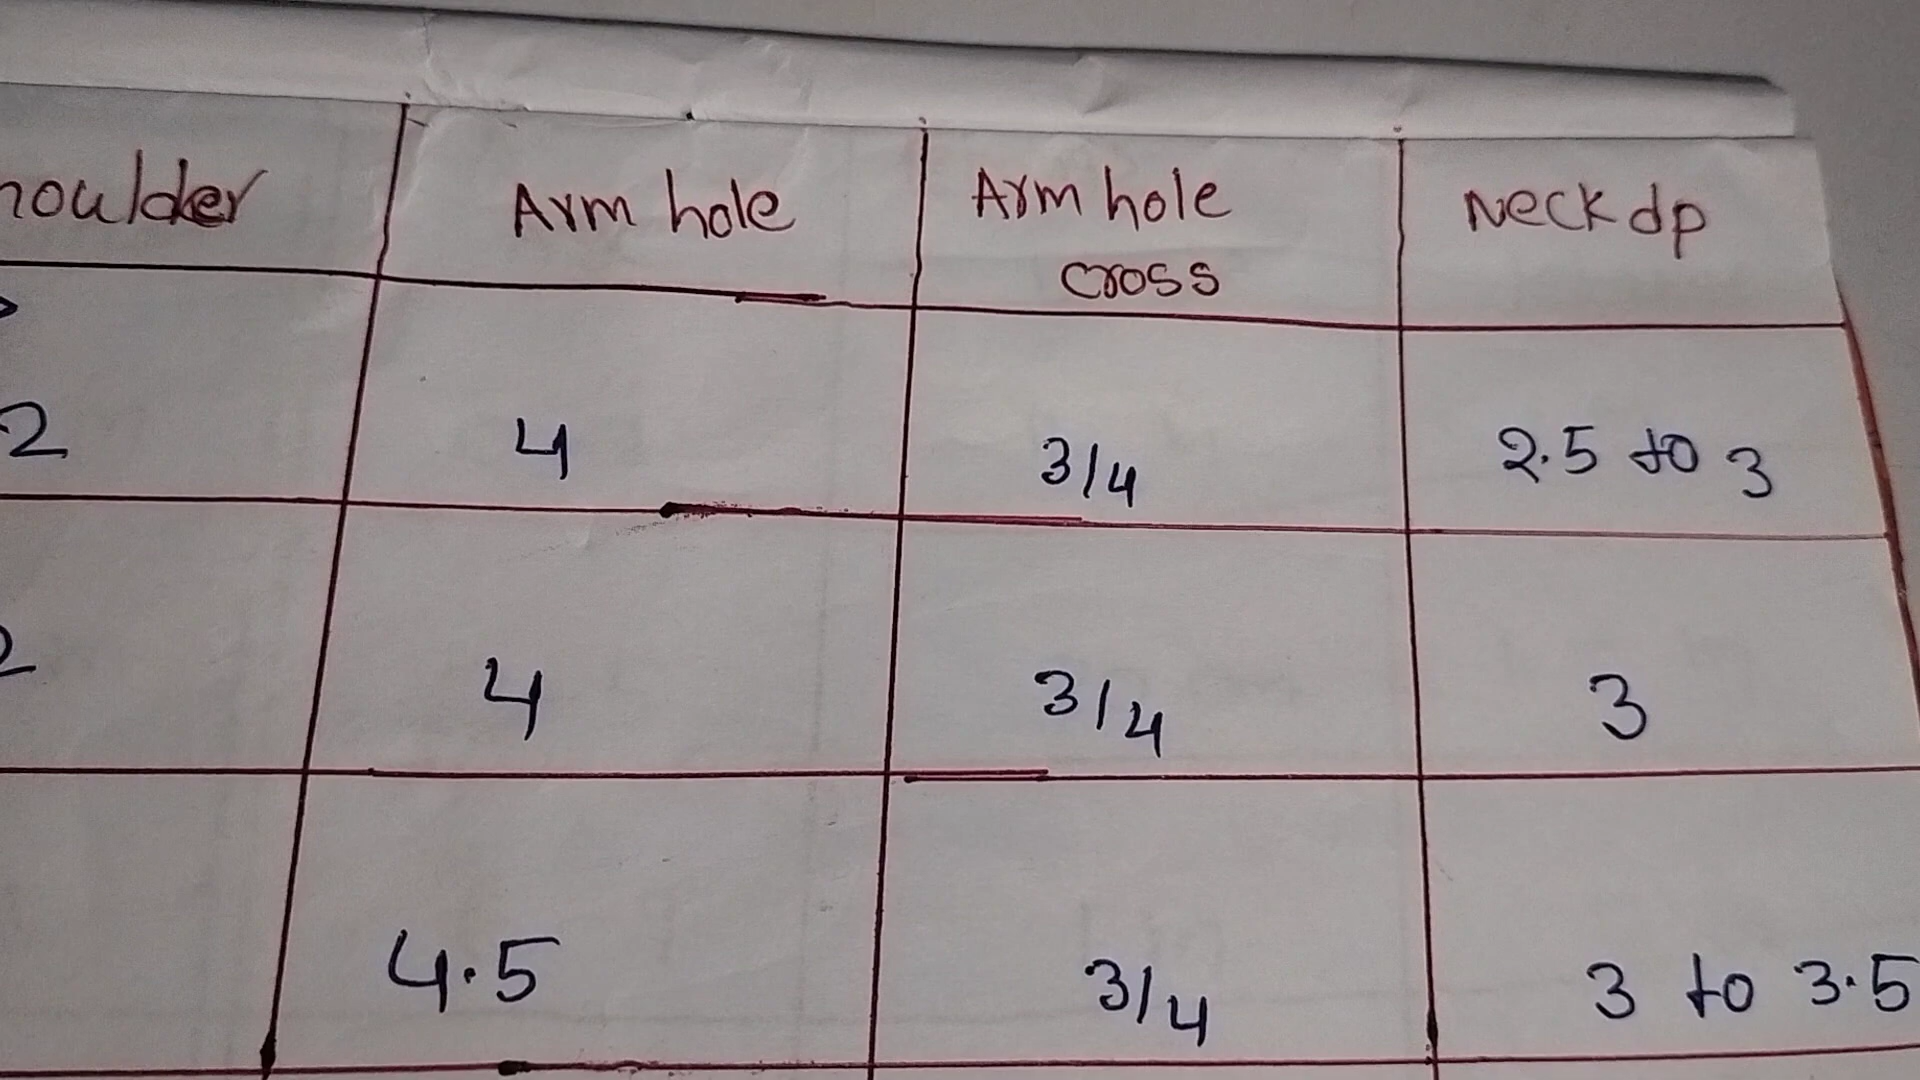 houlder Arm hole Arm hole cross Neck dp
2 4 3/4 2.5 to 3
2 4 3/4 3
4.5 3/4 3 to 3.5